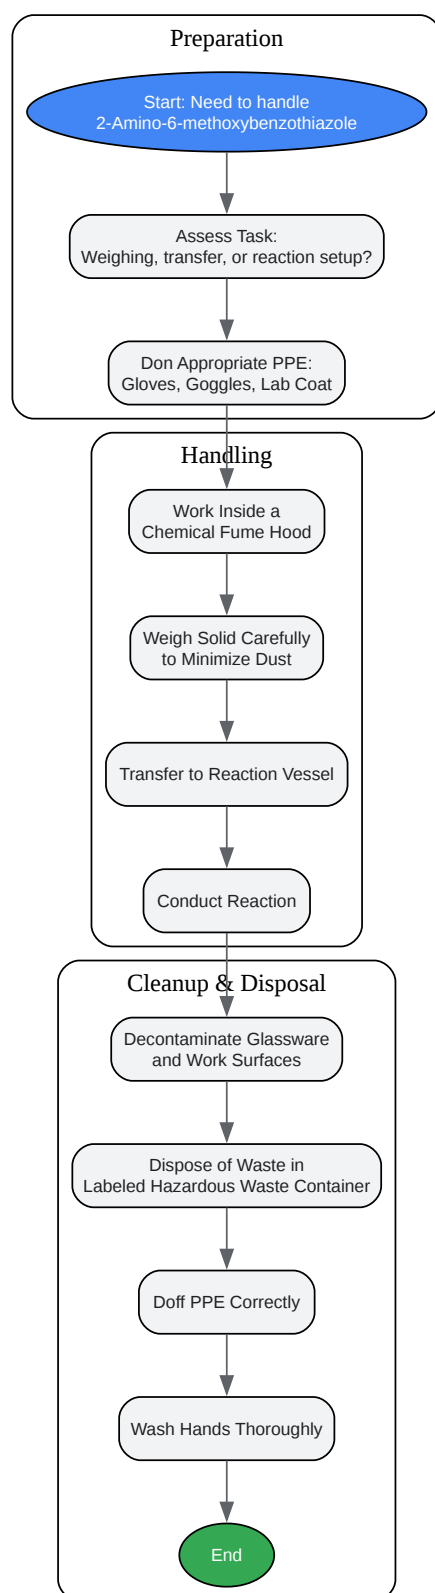 Preparation
Start: Need to handle
2-Amino-6-methoxybenzothiazole
Assess Task:
Weighing, transfer, or reaction setup?
Don Appropriate PPE:
Gloves, Goggles, Lab Coat
Handling
Work Inside a
Chemical Fume Hood
Weigh Solid Carefully
to Minimize Dust
Transfer to Reaction Vessel
Conduct Reaction
Cleanup & Disposal
Decontaminate Glassware
and Work Surfaces
Dispose of Waste in
Labeled Hazardous Waste Container
Doff PPE Correctly
Wash Hands Thoroughly
End